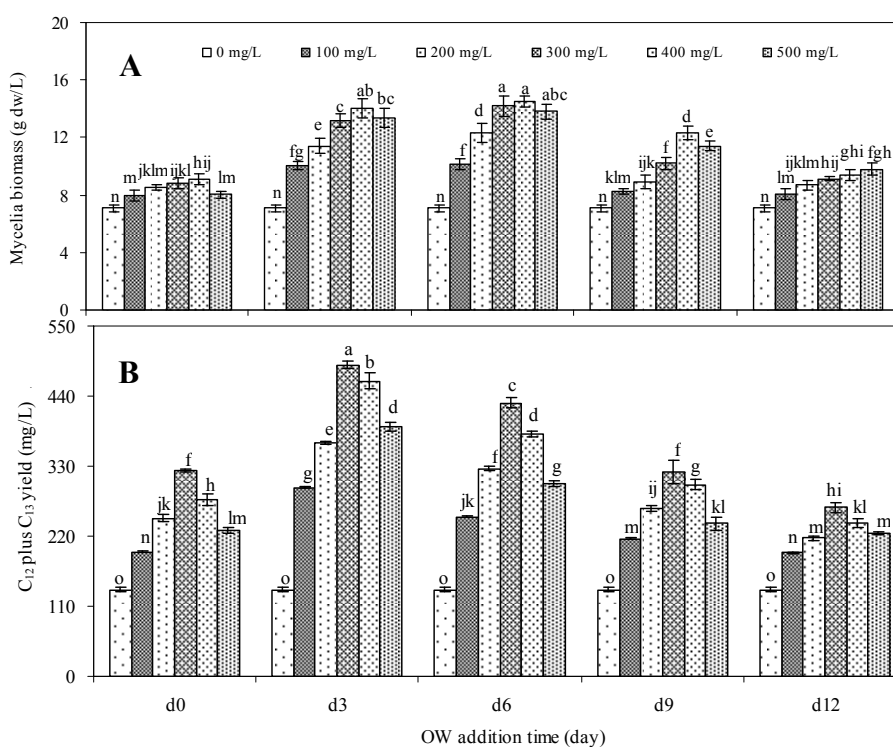 20
16
12
8
4
0
Mycelia biomass (g dw/L)
A
0 mg/L 100 mg/L 200 mg/L 300 mg/L 400 mg/L 500 mg/L
n m jklm ijkl hij lm
n fg e c ab bc
n f d a a abc
n klm ijk f d e
n lm ijklm hij ghi fgh
550
440
330
220
110
0
C12 plus C13 yield (mg/L)
B
o n jk f h lm
o g e a b d
o jk f c d g
o m ij f g kl
o n m hi kl m
d0 d3 d6 d9 d12
OW addition time (day)